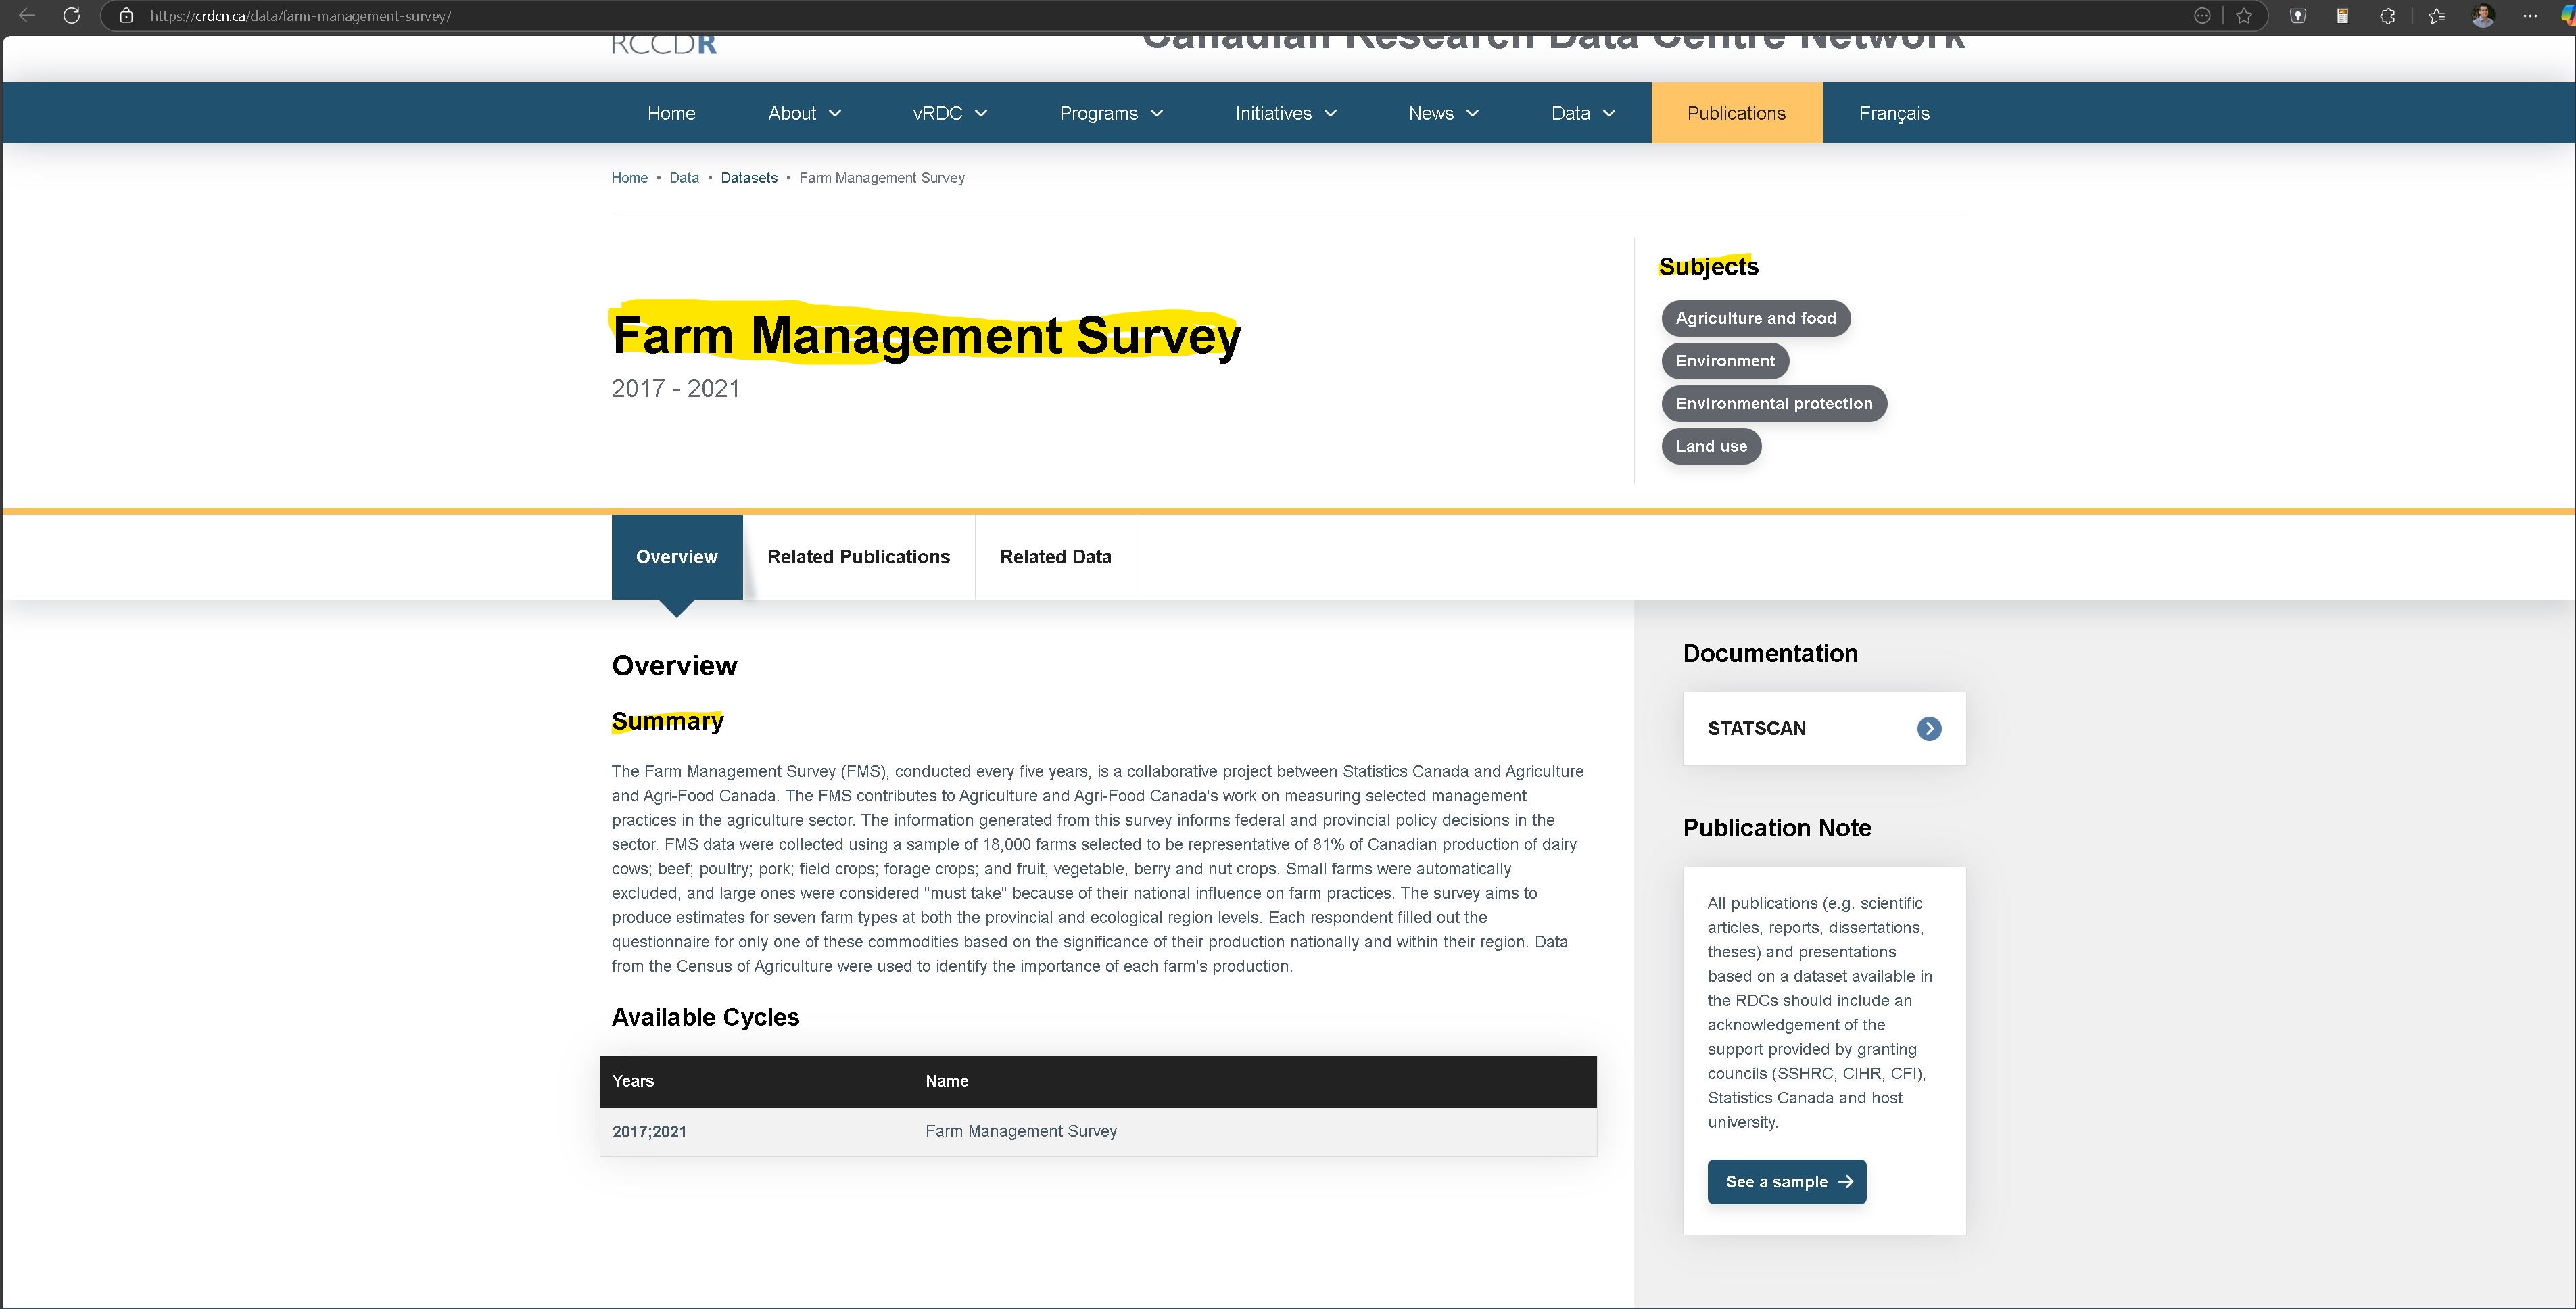 https://crdcn.ca/data/farm-management-survey/
RCCDR
Canadian Research Data Centre Network
Home
About
vRDC
Programs
Initiatives
News
Data
Publications
Français
Home • Data • Datasets • Farm Management Survey
Farm Management Survey
2017 - 2021
Subjects
Agriculture and food
Environment
Environmental protection
Land use
Overview
Related Publications
Related Data
Overview
Summary
The Farm Management Survey (FMS), conducted every five years, is a collaborative project between Statistics Canada and Agriculture
and Agri-Food Canada. The FMS contributes to Agriculture and Agri-Food Canada's work on measuring selected management
practices in the agriculture sector. The information generated from this survey informs federal and provincial policy decisions in the
sector. FMS data were collected using a sample of 18,000 farms selected to be representative of 81% of Canadian production of dairy
cows; beef; poultry; pork; field crops; forage crops; and fruit, vegetable, berry and nut crops. Small farms were automatically
excluded, and large ones were considered "must take" because of their national influence on farm practices. The survey aims to
produce estimates for seven farm types at both the provincial and ecological region levels. Each respondent filled out the
questionnaire for only one of these commodities based on the significance of their production nationally and within their region. Data
from the Census of Agriculture were used to identify the importance of each farm's production.
Available Cycles
Years Name
2017;2021 Farm Management Survey
Documentation
STATSCAN
Publication Note
All publications (e.g. scientific
articles, reports, dissertations,
theses) and presentations
based on a dataset available in
the RDCs should include an
acknowledgement of the
support provided by granting
councils (SSHRC, CIHR, CFI),
Statistics Canada and host
university.
See a sample